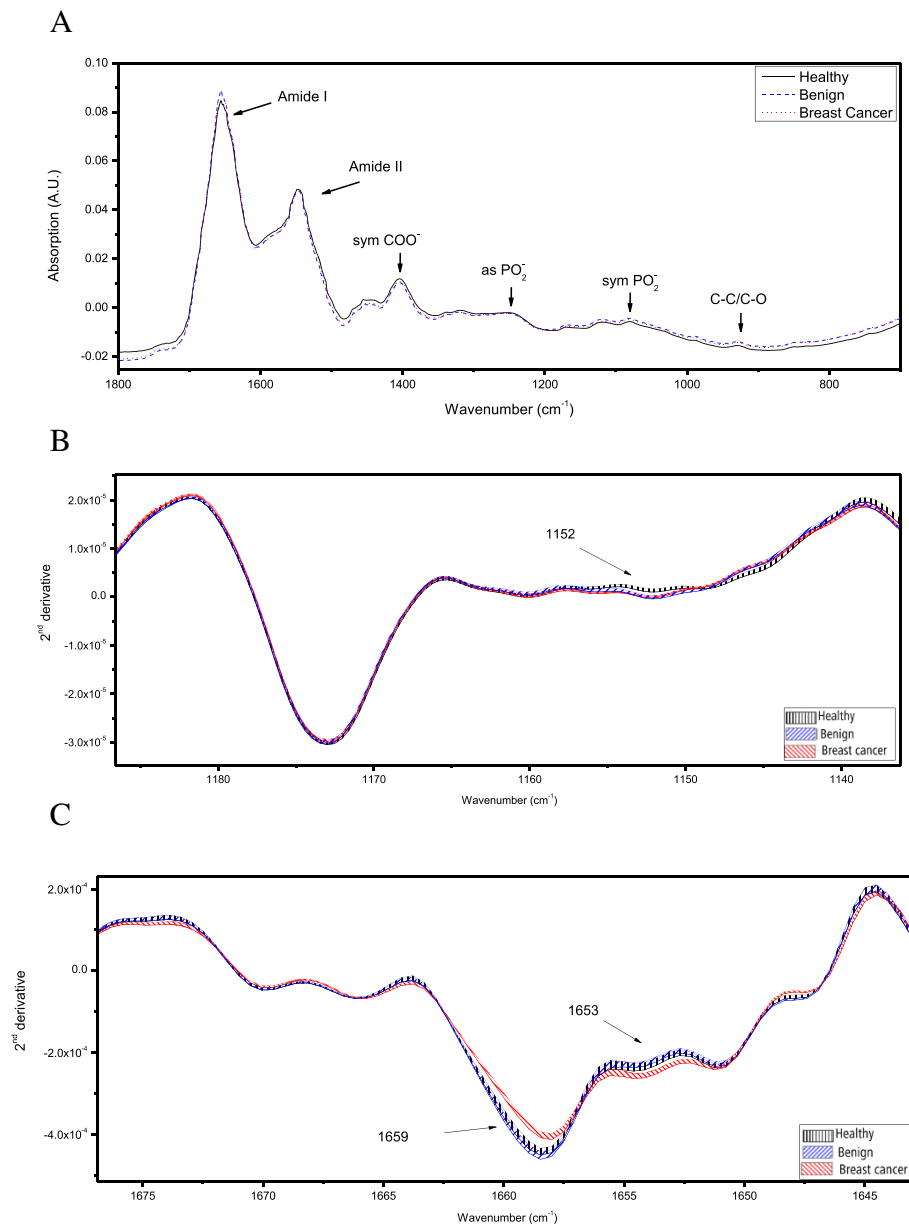 A
0.10
0.08
0.06
0.04
0.02
0.00
-0.02
Absorption (A.U.)
Amide I
Amide II
sym COO⁻
as PO₂⁻
sym PO₂⁻
C-C/C-O
Healthy
Benign
Breast Cancer
1800 1600 1400 1200 1000 800
Wavenumber (cm⁻¹)
B
2.0x10⁻⁵
1.0x10⁻⁵
0.0
-1.0x10⁻⁵
-2.0x10⁻⁵
-3.0x10⁻⁵
2ⁿᵈ derivative
1152
Healthy
Benign
Breast cancer
1180 1170 1160 1150 1140
Wavenumber (cm⁻¹)
C
2.0x10⁻⁴
0.0
-2.0x10⁻⁴
-4.0x10⁻⁴
2ⁿᵈ derivative
1653
1659
Healthy
Benign
Breast cancer
1675 1670 1665 1660 1655 1650 1645
Wavenumber (cm⁻¹)